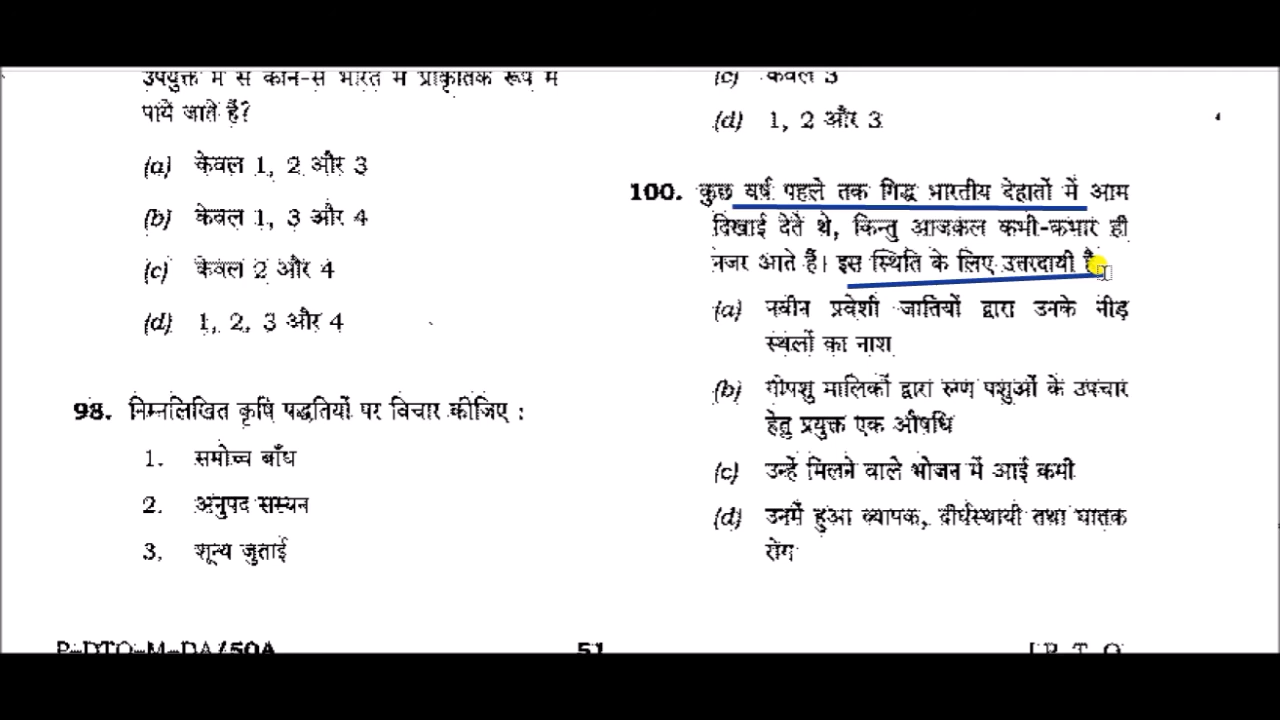 उपर्युक्त में से कौन-से भारत में प्राकृतिक रूप में
पाये जाते हैं?
(a) केवल 1, 2 और 3
(b) केवल 1, 3 और 4
(c) केवल 2 और 4
(d) 1, 2, 3 और 4
98. निम्नलिखित कृषि पद्धतियों पर विचार कीजिए :
1. समोच्च बाँध
2. अनुपद सस्यन
3. शून्य जुताई
P-DTO-M-DA/50A
(c) केवल 3
(d) 1, 2 और 3
100. कुछ वर्ष पहले तक गिद्ध भारतीय देहातों में आम
दिखाई देते थे, किन्तु आजकल कभी-कभार ही
नजर आते हैं। इस स्थिति के लिए उत्तरदायी है
(a) नवीन प्रवेशी जातियों द्वारा उनके नीड़
स्थलों का नाश
(b) गोपशु मालिकों द्वारा रुग्ण पशुओं के उपचार
हेतु प्रयुक्त एक औषधि
(c) उन्हें मिलने वाले भोजन में आई कमी
(d) उनमें हुआ व्यापक, दीर्घस्थायी तथा घातक
रोग
51
[ P. T. O.